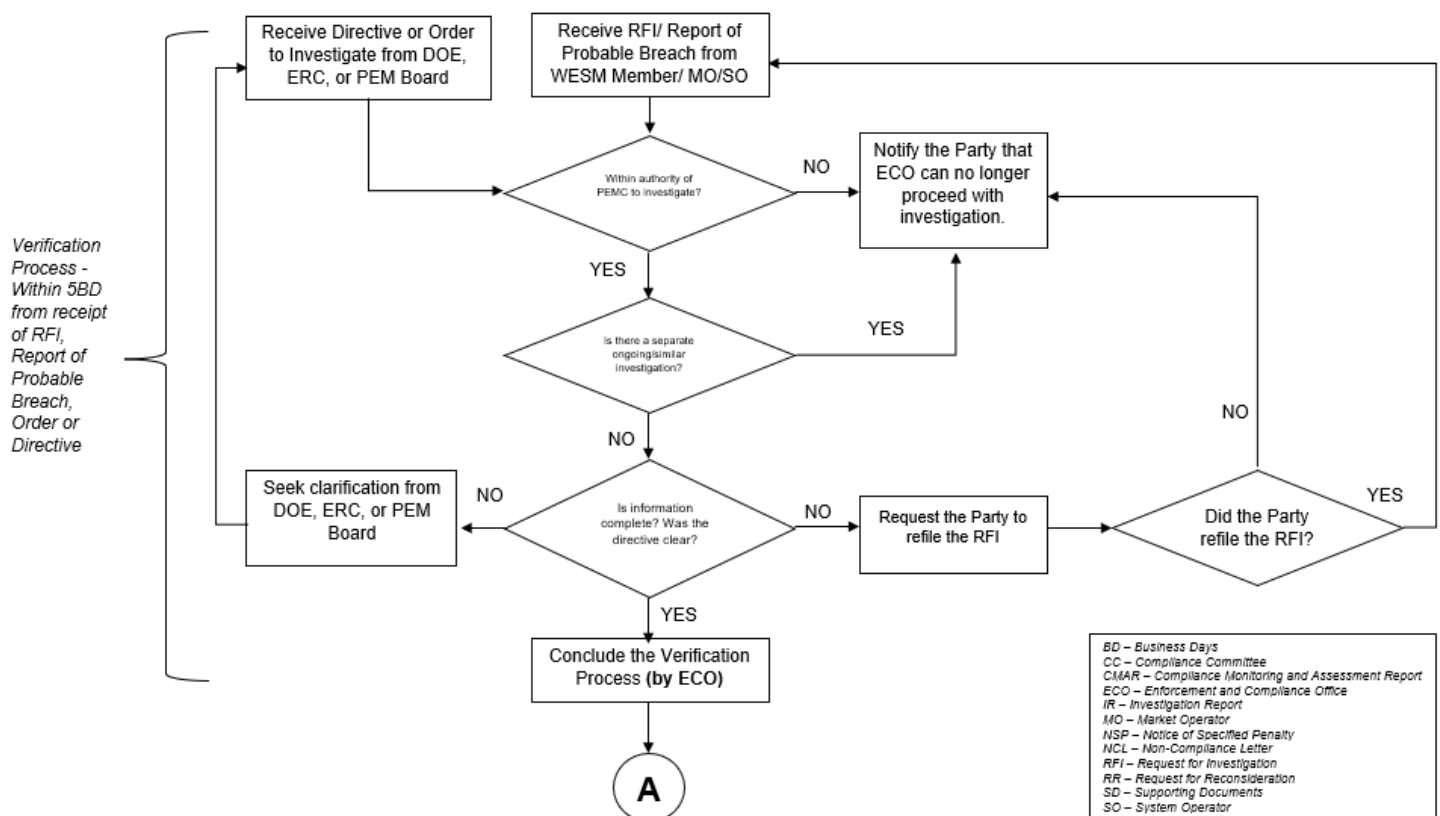 Receive Directive or Order
to Investigate from DOE,
ERC, or PEM Board
Receive RFI/ Report of
Probable Breach from
WESM Member/ MO/SO
Within authority of
PEMC to investigate?
NO
Notify the Party that
ECO can no longer
proceed with
investigation.
YES
Verification
Process -
Within 5BD
from receipt
of RFI,
Report of
Probable
Breach,
Order or
Directive
Is there a separate
ongoing/similar
investigation?
YES
NO
NO
Seek clarification from
DOE, ERC, or PEM
Board
NO
Is information
complete? Was the
directive clear?
NO
Request the Party to
refile the RFI
Did the Party
refile the RFI?
YES
YES
Conclude the Verification
Process (by ECO)
A
BD – Business Days
CC – Compliance Committee
CMAR – Compliance Monitoring and Assessment Report
ECO – Enforcement and Compliance Office
IR – Investigation Report
MO – Market Operator
NSP – Notice of Specified Penalty
NCL – Non-Compliance Letter
RFI – Request for Investigation
RR – Request for Reconsideration
SD – Supporting Documents
SO – System Operator